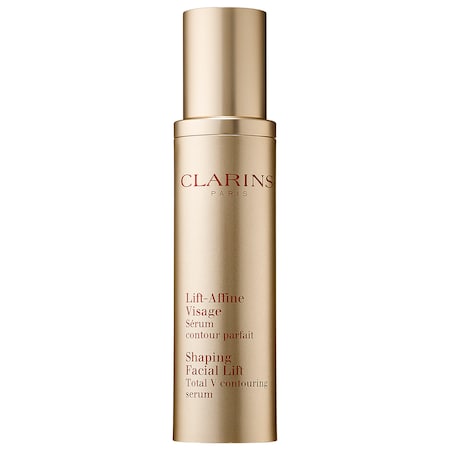 CLARINS
PARIS
Lift-Affine
Visage
Sérum
contour parfait
Shaping
Facial Lift
Total V contouring
serum